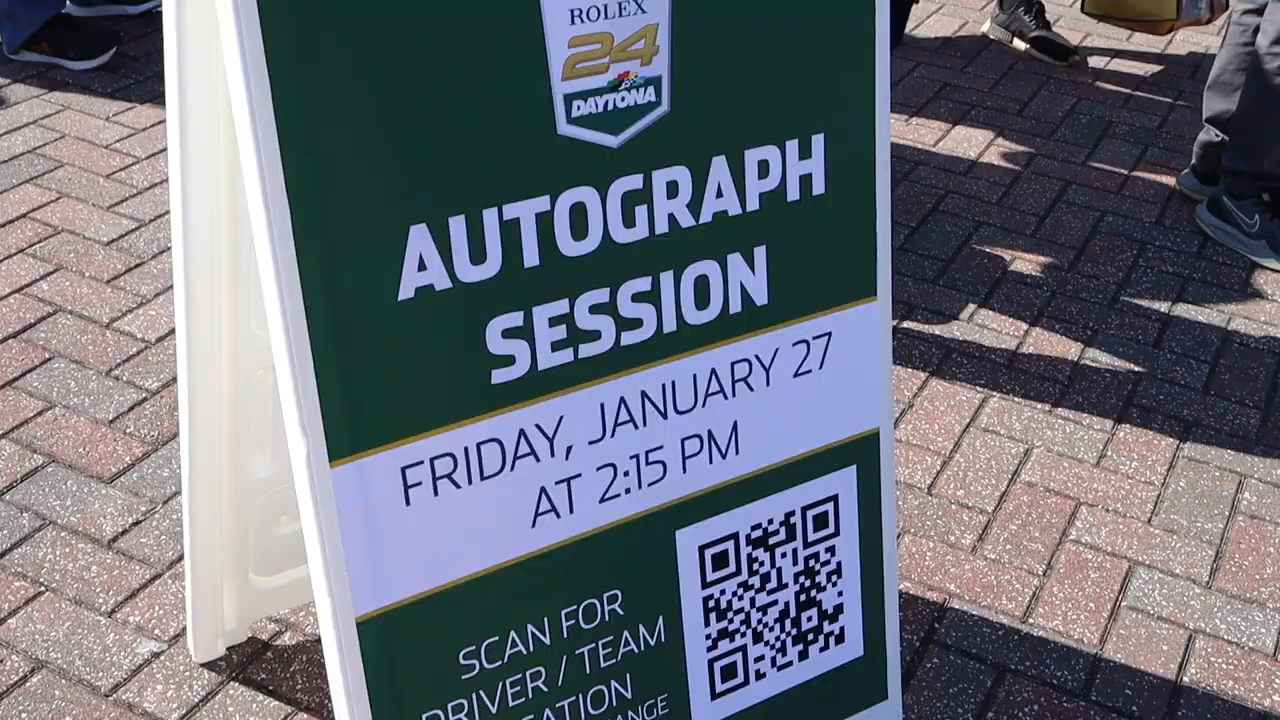 ROLEX
24
DAYTONA
AUTOGRAPH
SESSION
FRIDAY, JANUARY 27
AT 2:15 PM
SCAN FOR
DRIVER / TEAM